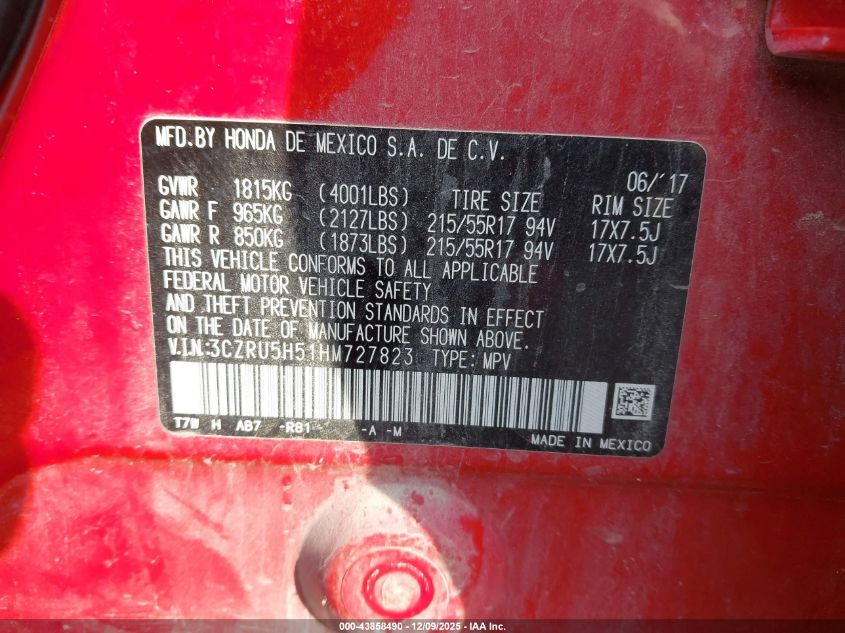 MFD.BY HONDA DE MEXICO S.A. DE C.V.
06/'17
GVWR 1815KG (4001LBS) TIRE SIZE RIM SIZE
GAWR F 965KG (2127LBS) 215/55R17 94V 17X7.5J
GAWR R 850KG (1873LBS) 215/55R17 94V 17X7.5J
THIS VEHICLE CONFORMS TO ALL APPLICABLE
FEDERAL MOTOR VEHICLE SAFETY
AND THEFT PREVENTION STANDARDS IN EFFECT
ON THE DATE OF MANUFACTURE SHOWN ABOVE.
V.I.N:3CZRU5H51HM727823 TYPE: MPV
T7W H AB7 -R81- -A -M
MADE IN MEXICO
000-43858490 - 12/09/2025 - IAA Inc.